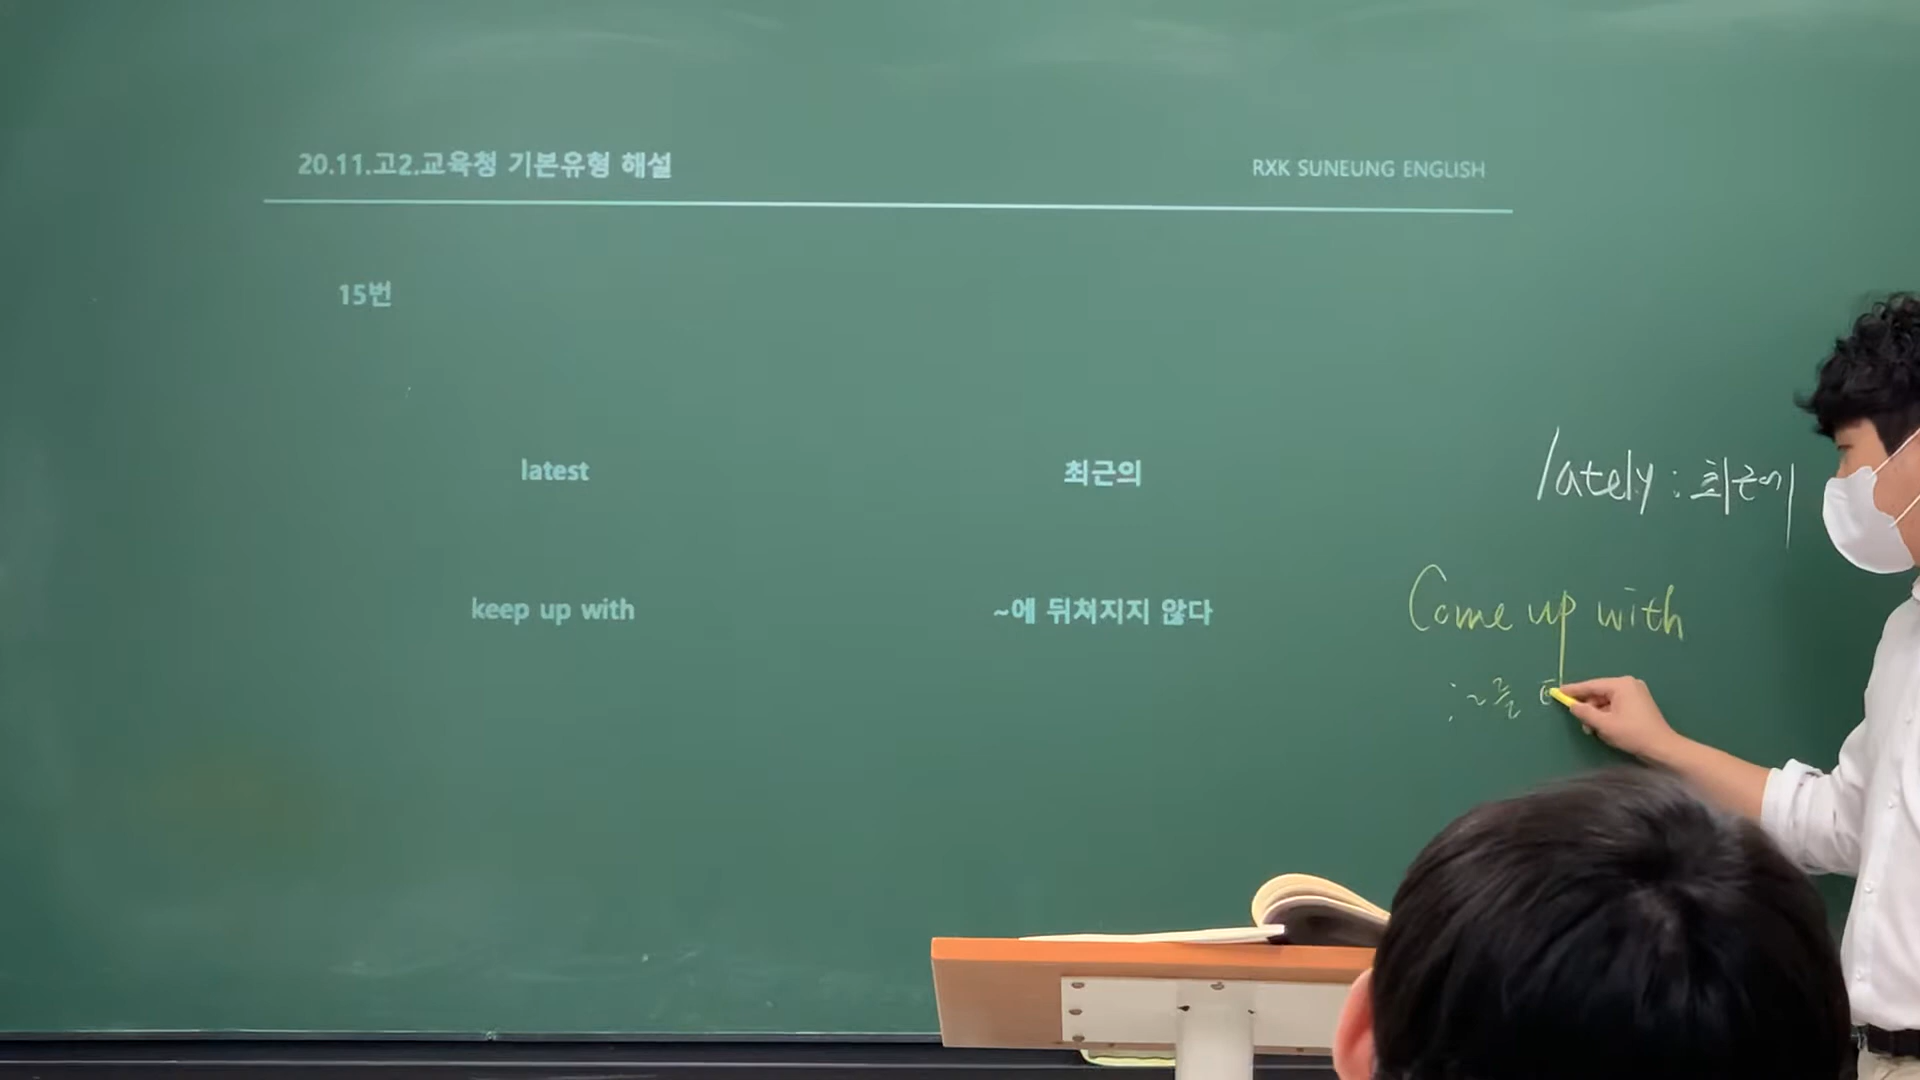 20.11.고2.교육청 기본유형 해설
RXK SUNEUNG ENGLISH
15번
latest 최근의
lately : 최근에
keep up with ~에 뒤쳐지지 않다
Come up with
: ~를